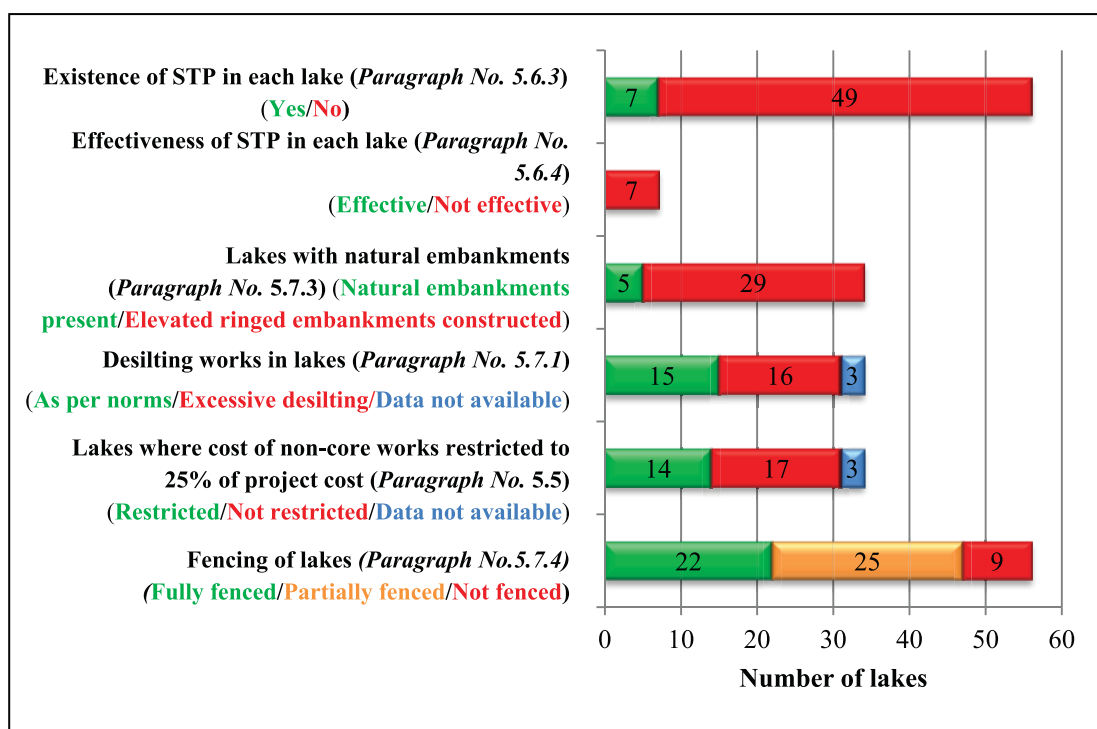 Existence of STP in each lake (Paragraph No. 5.6.3)
(Yes/No)
7 49
Effectiveness of STP in each lake (Paragraph No.
5.6.4)
(Effective/Not effective)
7
Lakes with natural embankments
(Paragraph No. 5.7.3) (Natural embankments
present/Elevated ringed embankments constructed)
5 29
Desilting works in lakes (Paragraph No. 5.7.1)
(As per norms/Excessive desilting/Data not available)
15 16 3
Lakes where cost of non-core works restricted to
25% of project cost (Paragraph No. 5.5)
(Restricted/Not restricted/Data not available)
14 17 3
Fencing of lakes (Paragraph No.5.7.4)
(Fully fenced/Partially fenced/Not fenced)
22 25 9
0 10 20 30 40 50 60
Number of lakes